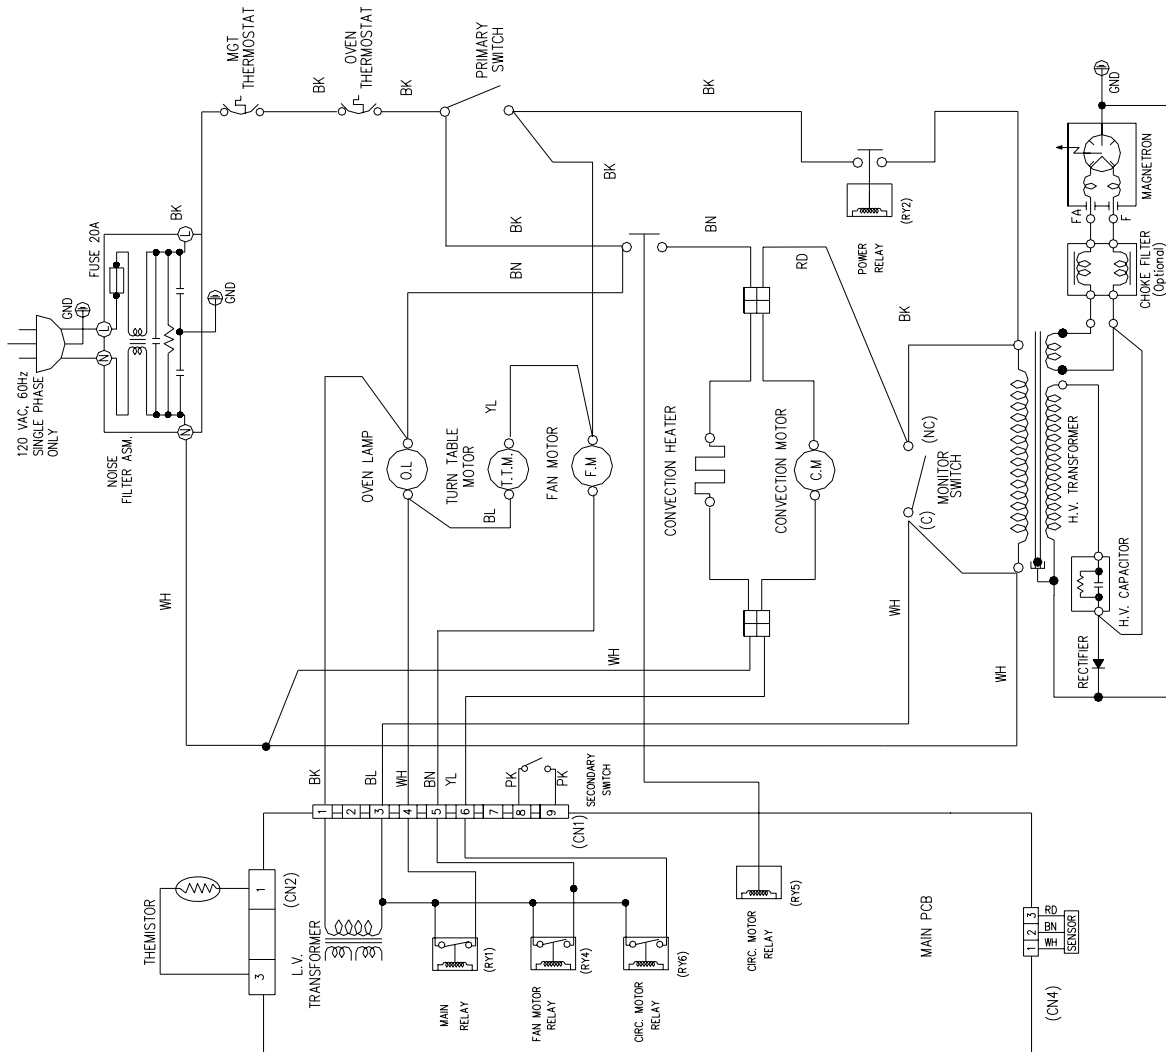 MGT
THERMOSTAT
OVEN
THERMOSTAT
PRIMARY
SWITCH
BK
BK
BK
BK
GND
MAGNETRON
FA
F
CHOKE FILTER
(Optional)
120 VAC, 60Hz
SINGLE PHASE
ONLY
GND
FUSE 20A
L
N
L
N
BK
GND
NOISE
FILTER ASM.
BK
BN
BK
BN
RD
(RY2)
POWER
RELAY
BK
OVEN LAMP
O.L
TURN TABLE
MOTOR
T.T.M.
YL
BL
FAN MOTOR
F.M
CONVECTION HEATER
CONVECTION MOTOR
C.M
(NC)
(C)
MONITOR
SWITCH
H.V. TRANSFORMER
H.V. CAPACITOR
RECTIFIER
WH
WH
WH
WH
BK
BL
WH
BN
YL
PK
PK
SECONDARY
SWITCH
1
2
3
4
5
6
7
8
9
(CN1)
THEMISTOR
1
3
(CN2)
L.V.
TRANSFORMER
MAIN
RELAY
(RY1)
FAN MOTOR
RELAY
(RY4)
CIRC. MOTOR
RELAY
(RY6)
CIRC. MOTOR
RELAY
(RY5)
MAIN PCB
3
2
1
RD
BN
WH
SENSOR
(CN4)